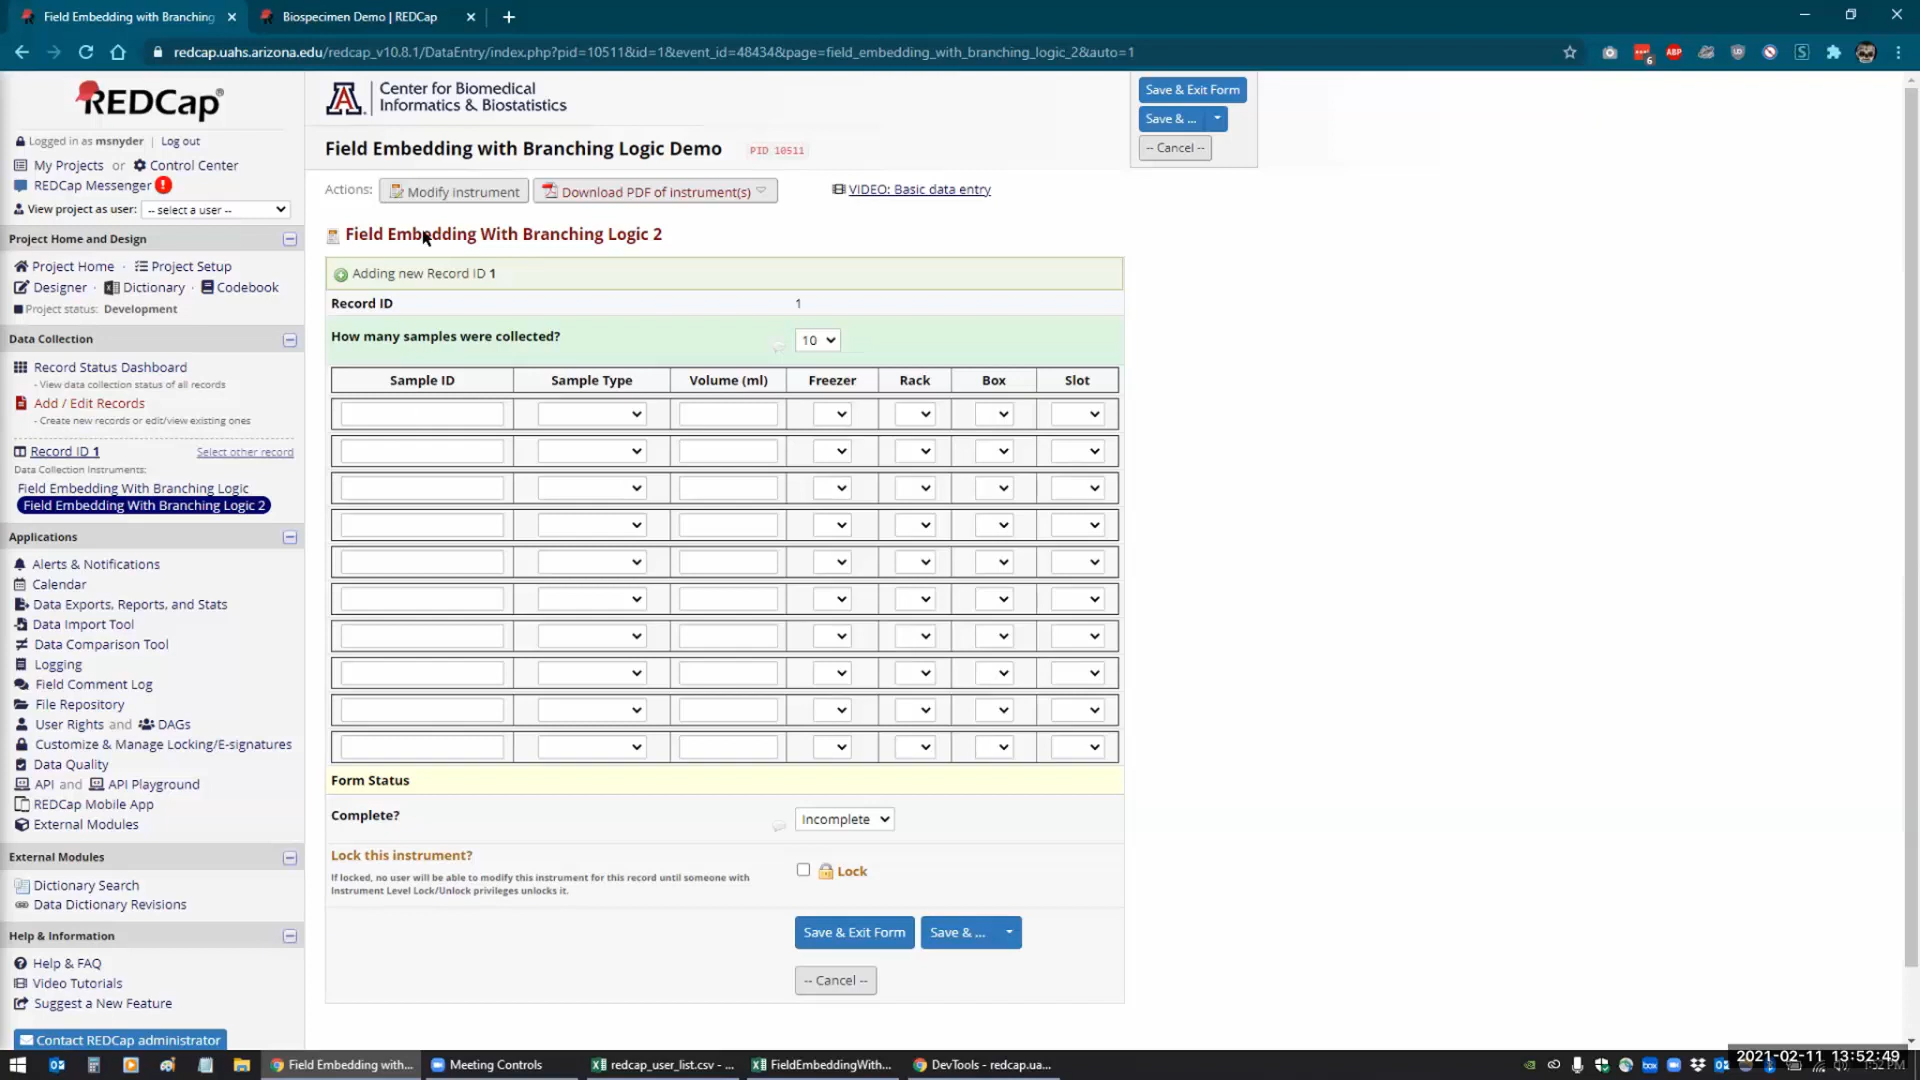 Field Embedding with Branching
Biospecimen Demo | REDCap
redcap.uahs.arizona.edu/redcap_v10.8.1/DataEntry/index.php?pid=10511&id=1&event_id=48434&page=field_embedding_with_branching_logic_2&auto=1
REDCap
Logged in as msnyder | Log out
My Projects or Control Center
REDCap Messenger
View project as user: -- select a user --
Project Home and Design
Project Home · Project Setup
Designer · Dictionary · Codebook
Project status: Development
Data Collection
Record Status Dashboard
- View data collection status of all records
Add / Edit Records
- Create new records or edit/view existing ones
Record ID 1 Select other record
Data Collection Instruments:
Field Embedding With Branching Logic
Field Embedding With Branching Logic 2
Applications
Alerts & Notifications
Calendar
Data Exports, Reports, and Stats
Data Import Tool
Data Comparison Tool
Logging
Field Comment Log
File Repository
User Rights and DAGs
Customize & Manage Locking/E-signatures
Data Quality
API and API Playground
REDCap Mobile App
External Modules
External Modules
Dictionary Search
Data Dictionary Revisions
Help & Information
Help & FAQ
Video Tutorials
Suggest a New Feature
Contact REDCap administrator
A Center for Biomedical
Informatics & Biostatistics
Field Embedding with Branching Logic Demo PID 10511
Actions: Modify instrument Download PDF of instrument(s) VIDEO: Basic data entry
Field Embedding With Branching Logic 2
Adding new Record ID 1
Record ID 1
How many samples were collected? 10
Sample ID Sample Type Volume (ml) Freezer Rack Box Slot
Form Status
Complete? Incomplete
Lock this instrument?
If locked, no user will be able to modify this instrument for this record until someone with
Instrument Level Lock/Unlock privileges unlocks it.
Lock
Save & Exit Form Save & ...
-- Cancel --
Save & Exit Form
Save & ...
-- Cancel --
Field Embedding with...
Meeting Controls
redcap_user_list.csv - ...
FieldEmbeddingWith...
DevTools - redcap.ua...
2021-02-11 13:52:49